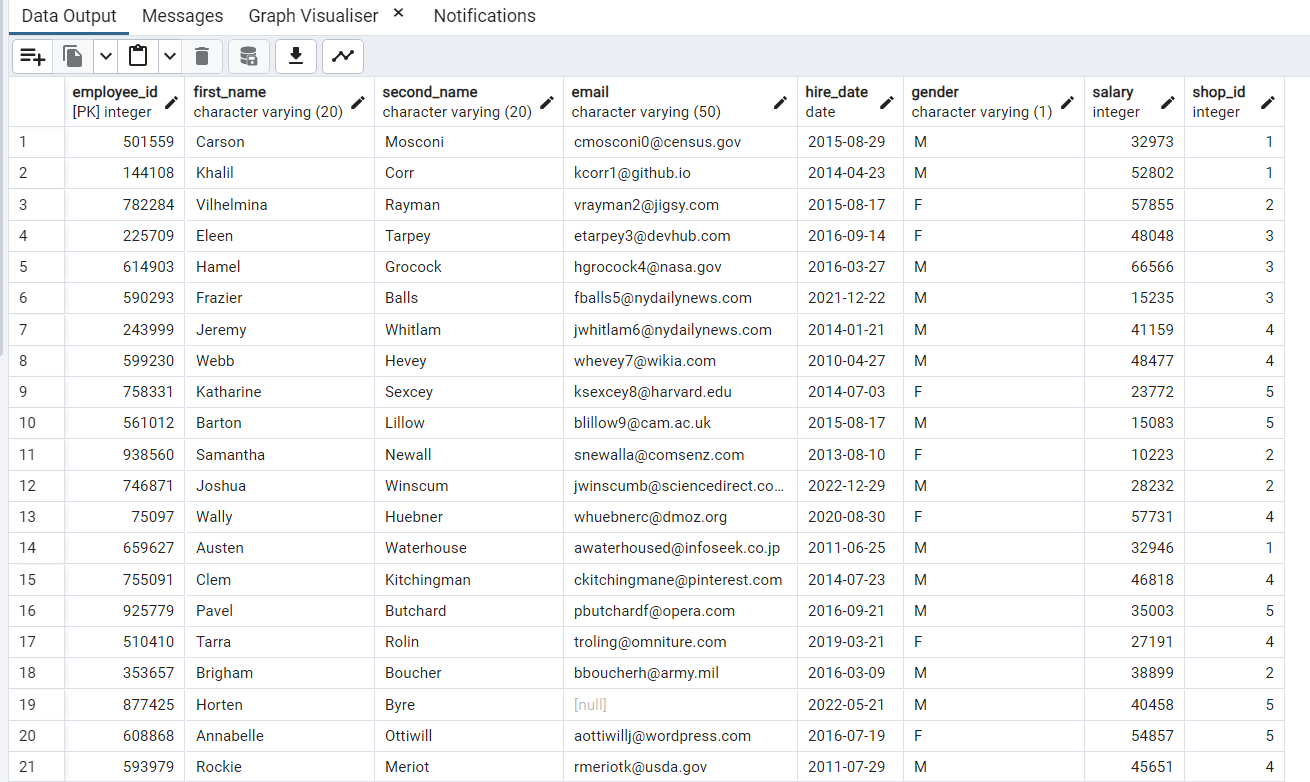 Data Output Messages Graph Visualiser × Notifications
employee_id first_name second_name email hire_date gender salary shop_id
[PK] integer character varying (20) character varying (20) character varying (50) date character varying (1) integer integer
1 501559 Carson Mosconi cmosconi0@census.gov 2015-08-29 M 32973 1
2 144108 Khalil Corr kcorr1@github.io 2014-04-23 M 52802 1
3 782284 Vilhelmina Rayman vrayman2@jigsy.com 2015-08-17 F 57855 2
4 225709 Eleen Tarpey etarpey3@devhub.com 2016-09-14 F 48048 3
5 614903 Hamel Grocock hgrocock4@nasa.gov 2016-03-27 M 66566 3
6 590293 Frazier Balls fballs5@nydailynews.com 2021-12-22 M 15235 3
7 243999 Jeremy Whitlam jwhitlam6@nydailynews.com 2014-01-21 M 41159 4
8 599230 Webb Hevey whevey7@wikia.com 2010-04-27 M 48477 4
9 758331 Katharine Sexcey ksexcey8@harvard.edu 2014-07-03 F 23772 5
10 561012 Barton Lillow blillow9@cam.ac.uk 2015-08-17 M 15083 5
11 938560 Samantha Newall snewalla@comsenz.com 2013-08-10 F 10223 2
12 746871 Joshua Winscum jwinscumb@sciencedirect.co... 2022-12-29 M 28232 2
13 75097 Wally Huebner whuebnerc@dmoz.org 2020-08-30 F 57731 4
14 659627 Austen Waterhouse awaterhoused@infoseek.co.jp 2011-06-25 M 32946 1
15 755091 Clem Kitchingman ckitchingmane@pinterest.com 2014-07-23 M 46818 4
16 925779 Pavel Butchard pbutchardf@opera.com 2016-09-21 M 35003 5
17 510410 Tarra Rolin troling@omniture.com 2019-03-21 F 27191 4
18 353657 Brigham Boucher bboucherh@army.mil 2016-03-09 M 38899 2
19 877425 Horten Byre [null] 2022-05-21 M 40458 5
20 608868 Annabelle Ottiwill aottiwillj@wordpress.com 2016-07-19 F 54857 5
21 593979 Rockie Meriot rmeriotk@usda.gov 2011-07-29 M 45651 4